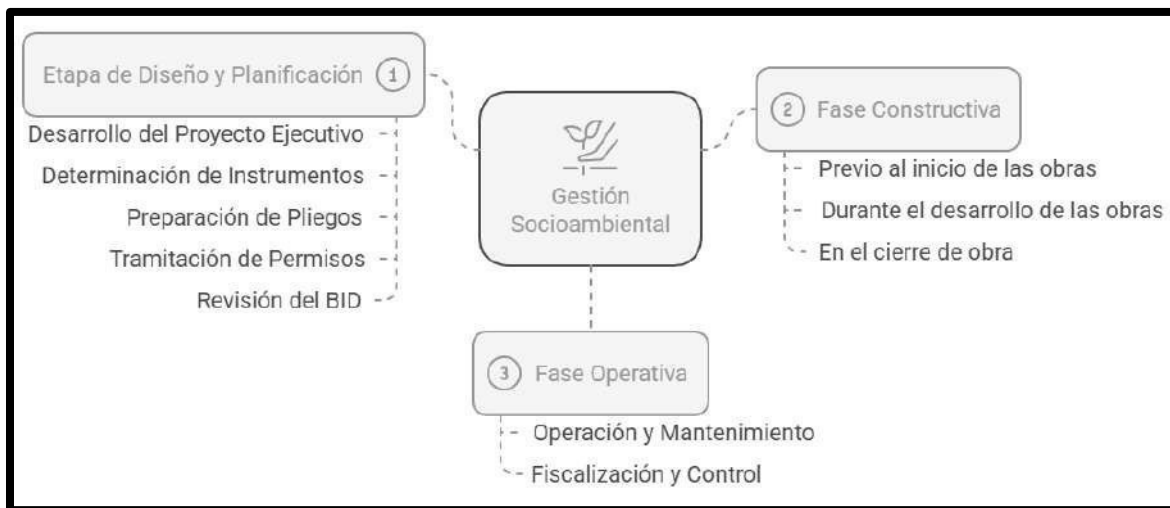 Etapa de Diseño y Planificación 1
Desarrollo del Proyecto Ejecutivo
Determinación de Instrumentos
Preparación de Pliegos
Tramitación de Permisos
Revisión del BID
Gestión
Socioambiental
2 Fase Constructiva
Previo al inicio de las obras
Durante el desarrollo de las obras
En el cierre de obra
3 Fase Operativa
Operación y Mantenimiento
Fiscalización y Control